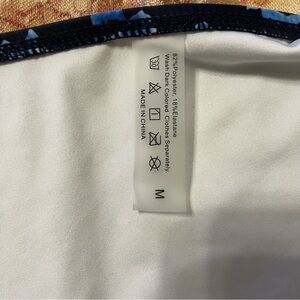 82%Polyester, 18%Elastane
Wash Dark Colored Clothes Separately.
MADE IN CHINA
M